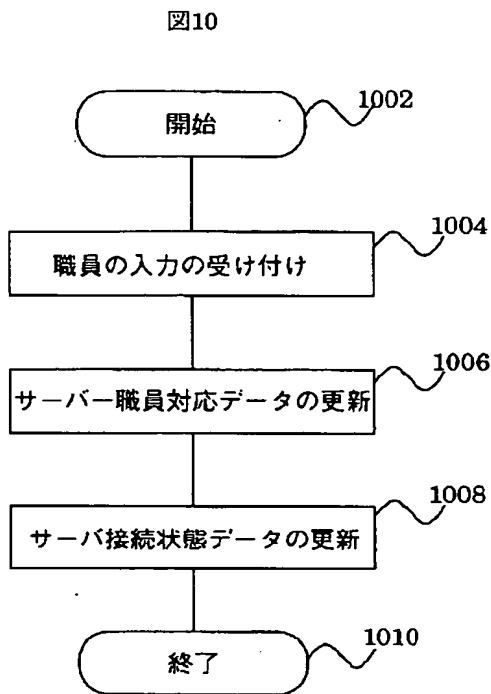 図10
開始
1002
1004
職員の入力の受け付け
1006
サーバー職員対応データの更新
1008
サーバ接続状態データの更新
1010
終了